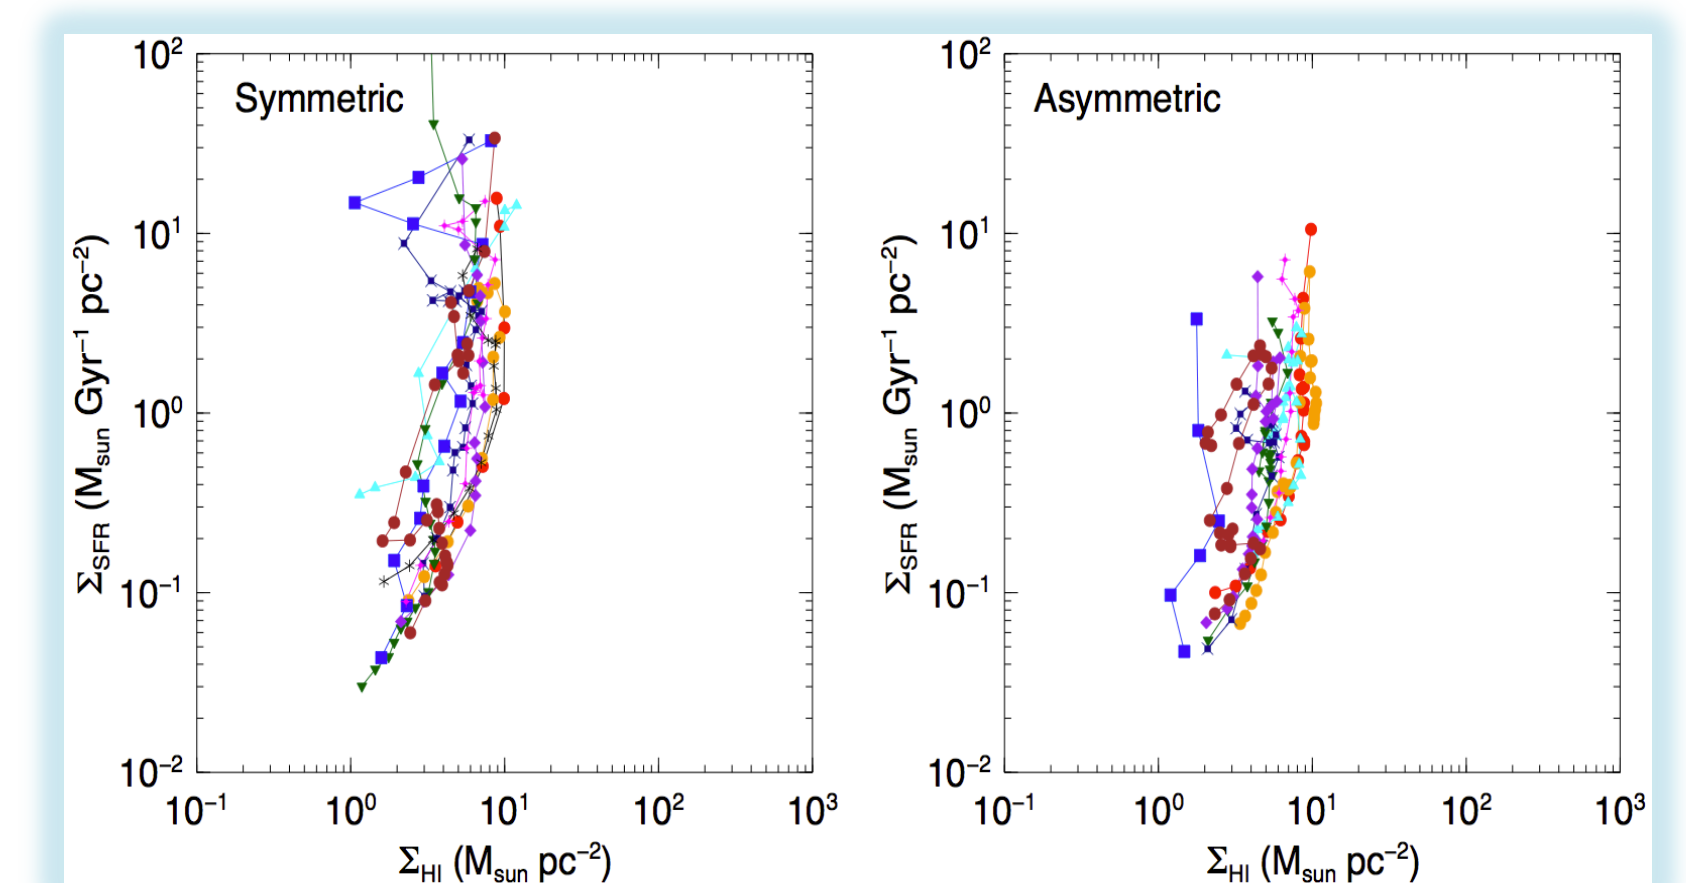 Symmetric
10²
10¹
10⁰
10⁻¹
10⁻²
Σ_SFR (M_sun Gyr⁻¹ pc⁻²)
10⁻¹ 10⁰ 10¹ 10² 10³
Σ_HI (M_sun pc⁻²)
Asymmetric
10²
10¹
10⁰
10⁻¹
10⁻²
Σ_SFR (M_sun Gyr⁻¹ pc⁻²)
10⁻¹ 10⁰ 10¹ 10² 10³
Σ_HI (M_sun pc⁻²)